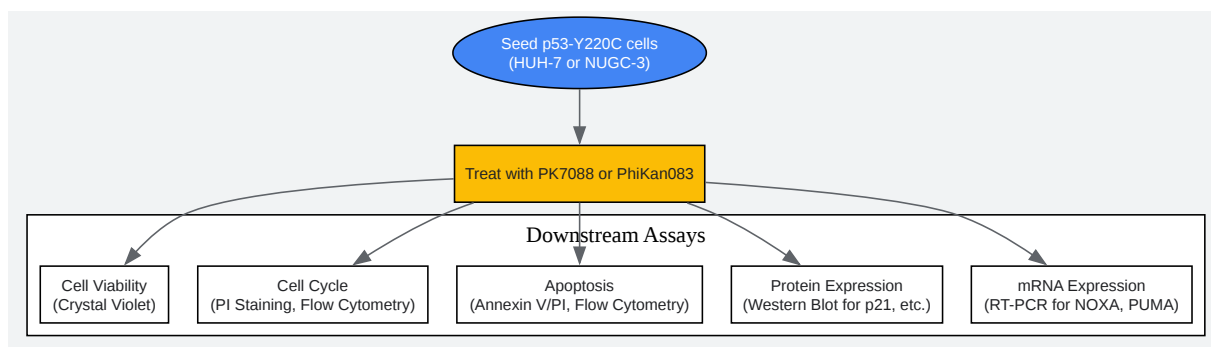 Seed p53-Y220C cells
(HUH-7 or NUGC-3)
Treat with PK7088 or PhiKan083
Downstream Assays
Cell Viability
(Crystal Violet)
Cell Cycle
(PI Staining, Flow Cytometry)
Apoptosis
(Annexin V/PI, Flow Cytometry)
Protein Expression
(Western Blot for p21, etc.)
mRNA Expression
(RT-PCR for NOXA, PUMA)